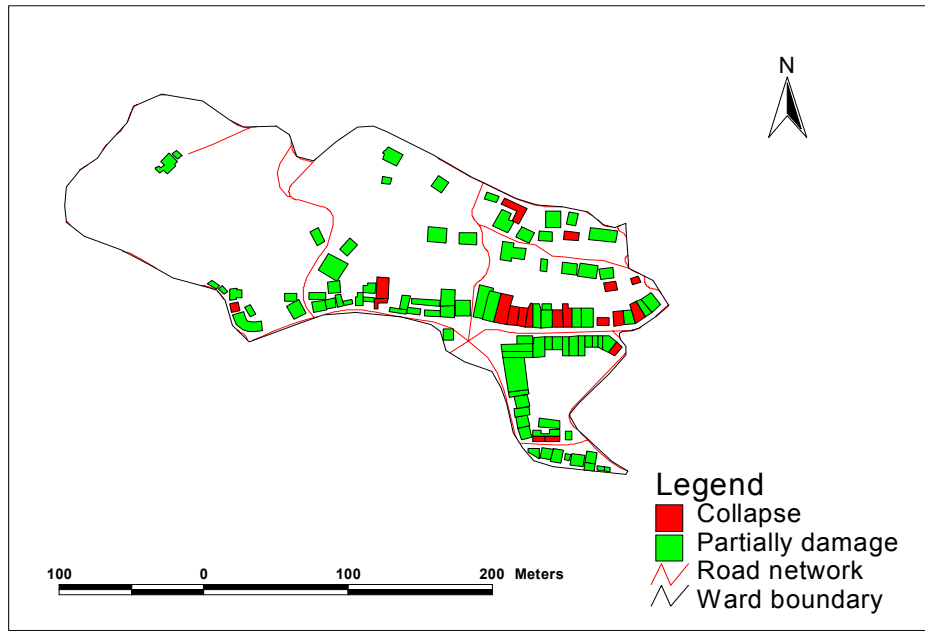 N
Legend
Collapse
Partially damage
Road network
Ward boundary
100 0 100 200 Meters